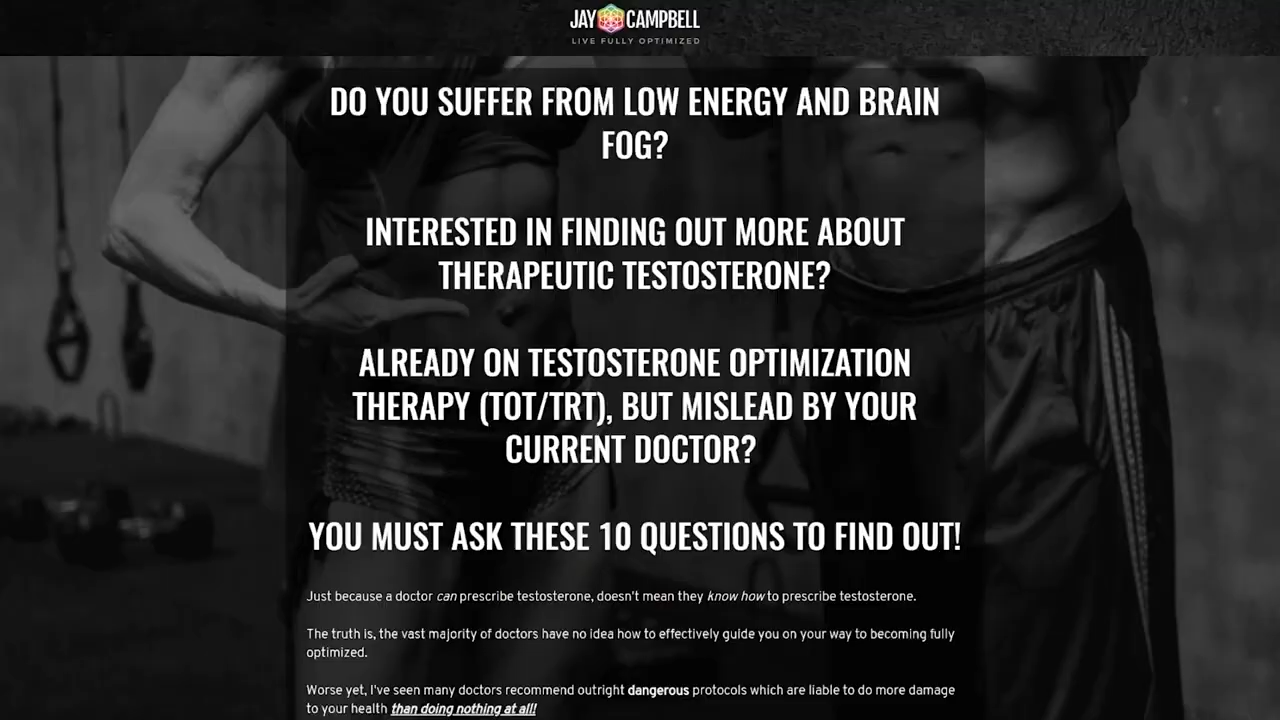 JAY CAMPBELL
LIVE FULLY OPTIMIZED
DO YOU SUFFER FROM LOW ENERGY AND BRAIN
FOG?
INTERESTED IN FINDING OUT MORE ABOUT
THERAPEUTIC TESTOSTERONE?
ALREADY ON TESTOSTERONE OPTIMIZATION
THERAPY (TOT/TRT), BUT MISLEAD BY YOUR
CURRENT DOCTOR?
YOU MUST ASK THESE 10 QUESTIONS TO FIND OUT!
Just because a doctor can prescribe testosterone, doesn't mean they know how to prescribe testosterone.
The truth is, the vast majority of doctors have no idea how to effectively guide you on your way to becoming fully
optimized.
Worse yet, I've seen many doctors recommend outright dangerous protocols which are liable to do more damage
to your health than doing nothing at all!